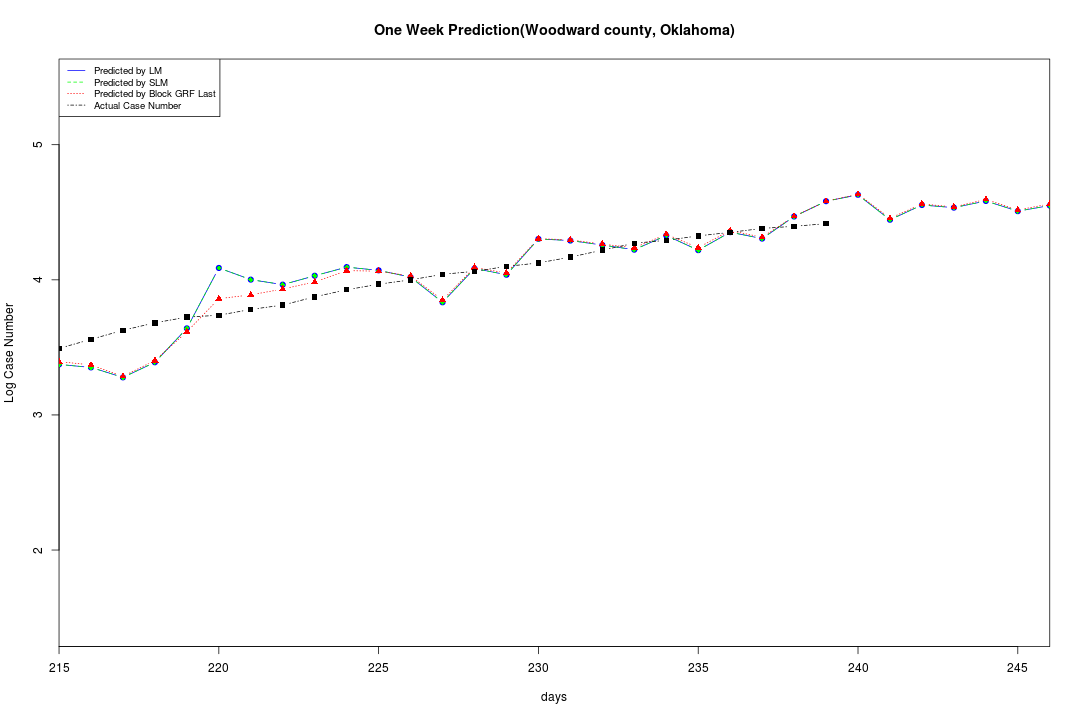 One Week Prediction(Woodward county, Oklahoma)
Predicted by LM
Predicted by SLM
Predicted by Block GRF Last
Actual Case Number
5
4
3
2
Log Case Number
215 220 225 230 235 240 245
days